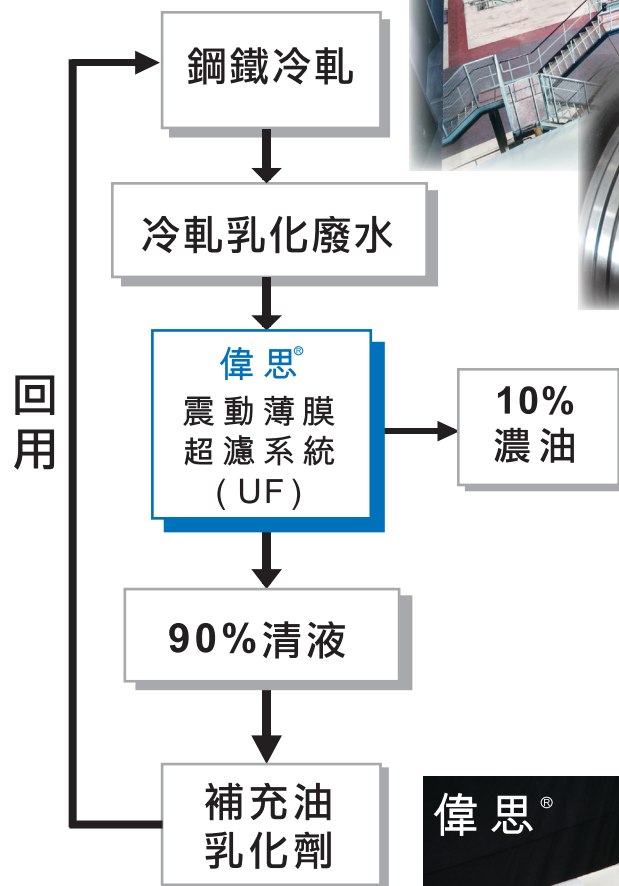 鋼鐵冷軋
冷軋乳化廢水
偉思®
震動薄膜
超濾系統
(UF)
10%
濃油
回
用
90%清液
補充油
乳化劑
偉思®